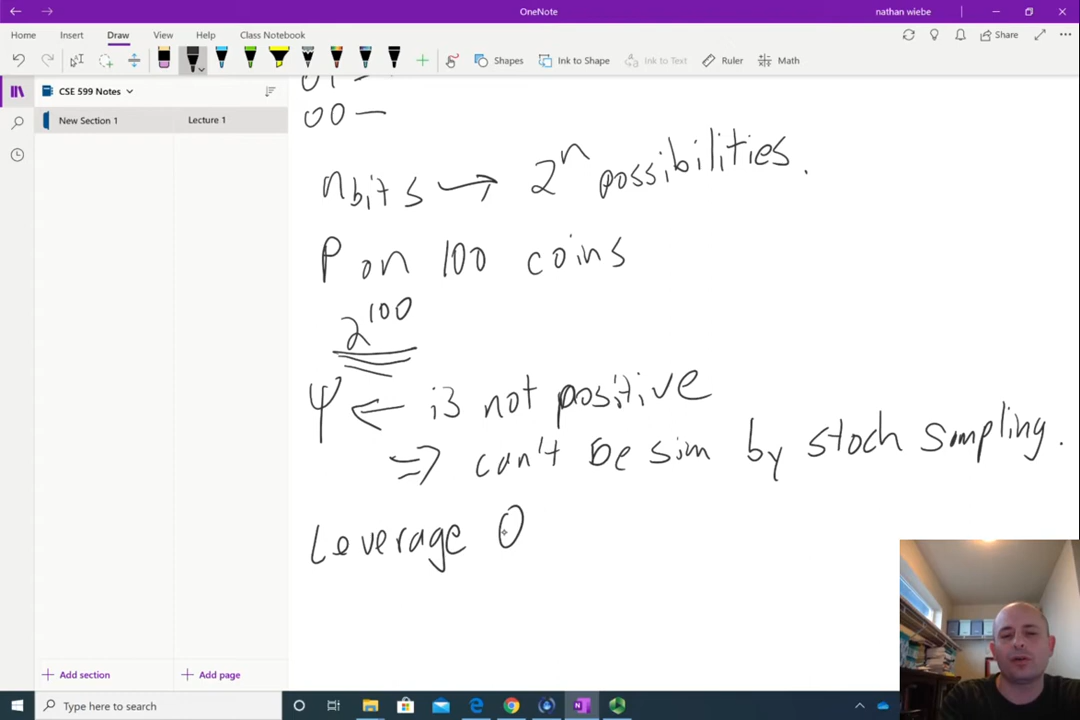 OneNote
nathan wiebe
Home Insert Draw View Help Class Notebook
Share
Shapes Ink to Shape Ink to Text Ruler Math
CSE 599 Notes
New Section 1
Lecture 1
01 -
00 -
n bits → 2^n possibilities.
P on 100 coins
2^100
ψ ← is not positive
⇒ can't be sim by stoch sampling.
Leverage O
Add section
Add page
Type here to search